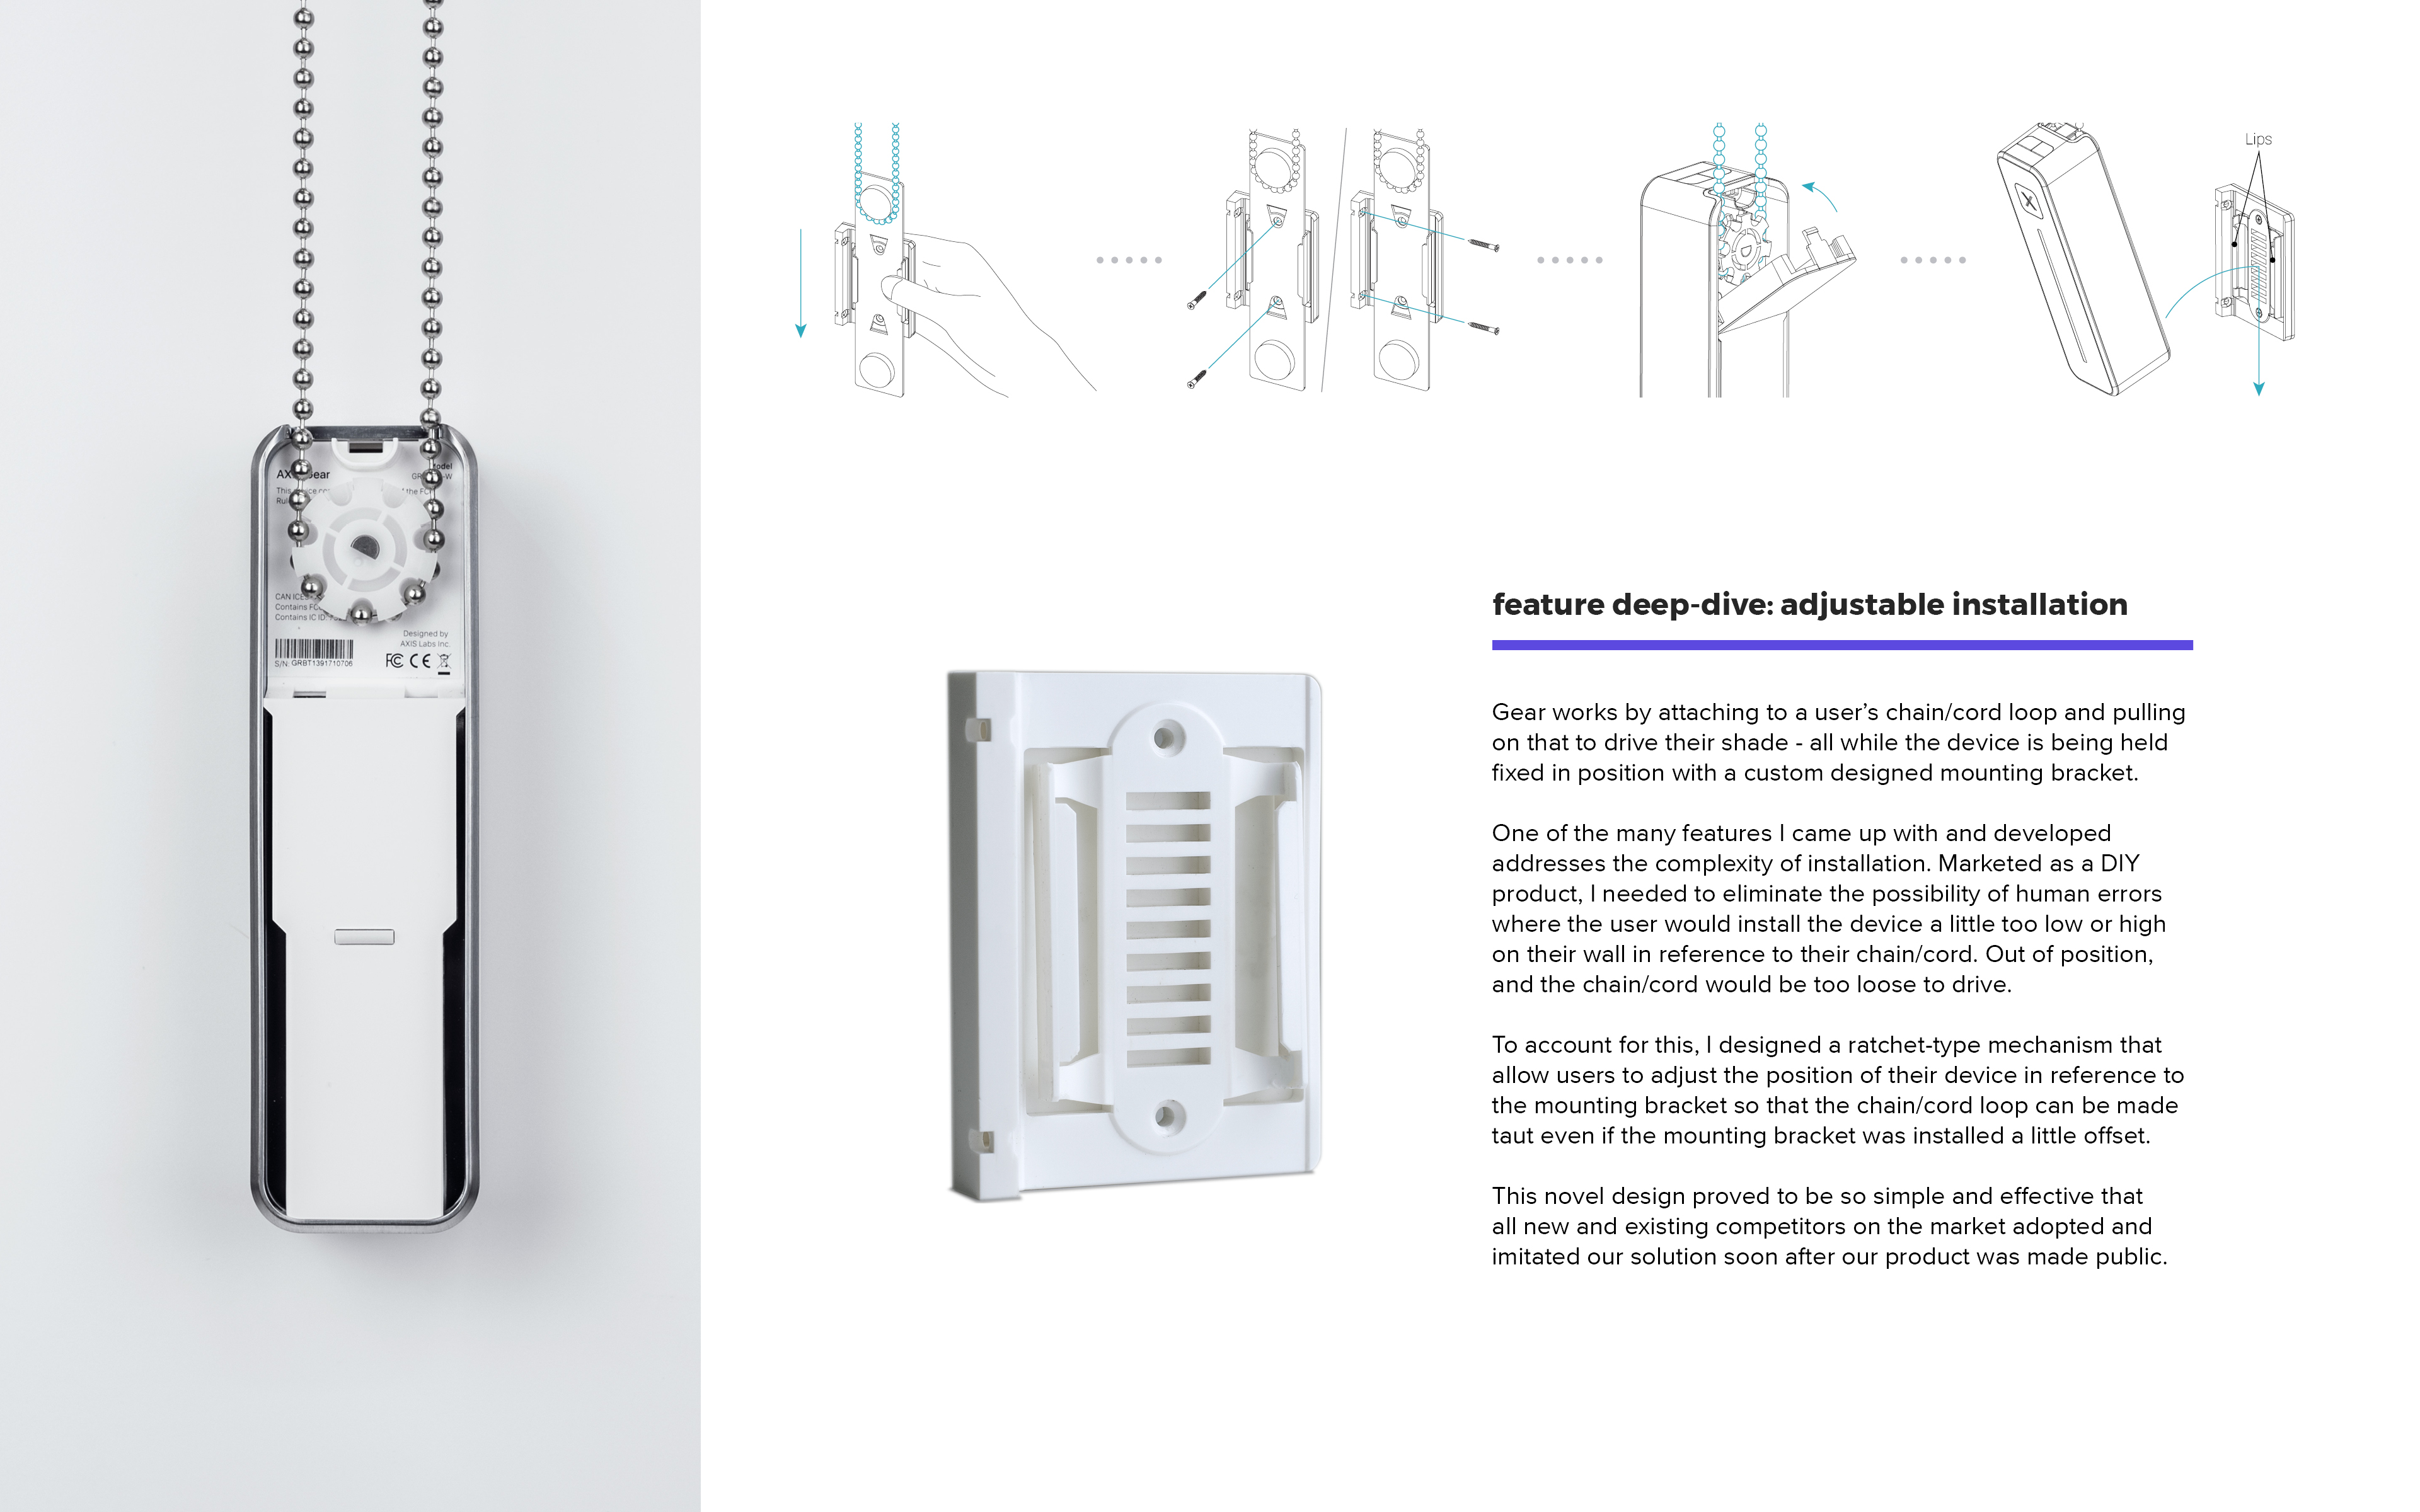 Lips
AX
ear
odel
GR
-W
This
ice co
the FC
Rul
CAN ICES-
Contains FC
Contains IC ID:
Designed by
AXIS Labs Inc.
S/N: GRBT1391710706
FC CE
feature deep-dive: adjustable installation
Gear works by attaching to a user’s chain/cord loop and pulling
on that to drive their shade - all while the device is being held
fixed in position with a custom designed mounting bracket.
One of the many features I came up with and developed
addresses the complexity of installation. Marketed as a DIY
product, I needed to eliminate the possibility of human errors
where the user would install the device a little too low or high
on their wall in reference to their chain/cord. Out of position,
and the chain/cord would be too loose to drive.
To account for this, I designed a ratchet-type mechanism that
allow users to adjust the position of their device in reference to
the mounting bracket so that the chain/cord loop can be made
taut even if the mounting bracket was installed a little offset.
This novel design proved to be so simple and effective that
all new and existing competitors on the market adopted and
imitated our solution soon after our product was made public.